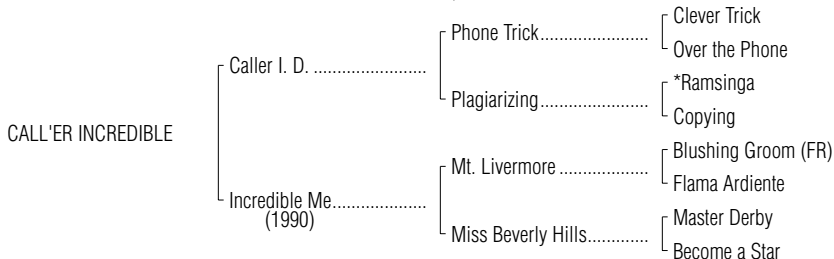 Clever Trick
Phone Trick........................
Over the Phone
Caller I. D. ........................
*Ramsinga
Plagiarizing........................
Copying
CALL'ER INCREDIBLE
Blushing Groom (FR)
Mt. Livermore ...................
Flama Ardiente
Incredible Me....................
(1990)
Master Derby
Miss Beverly Hills.............
Become a Star